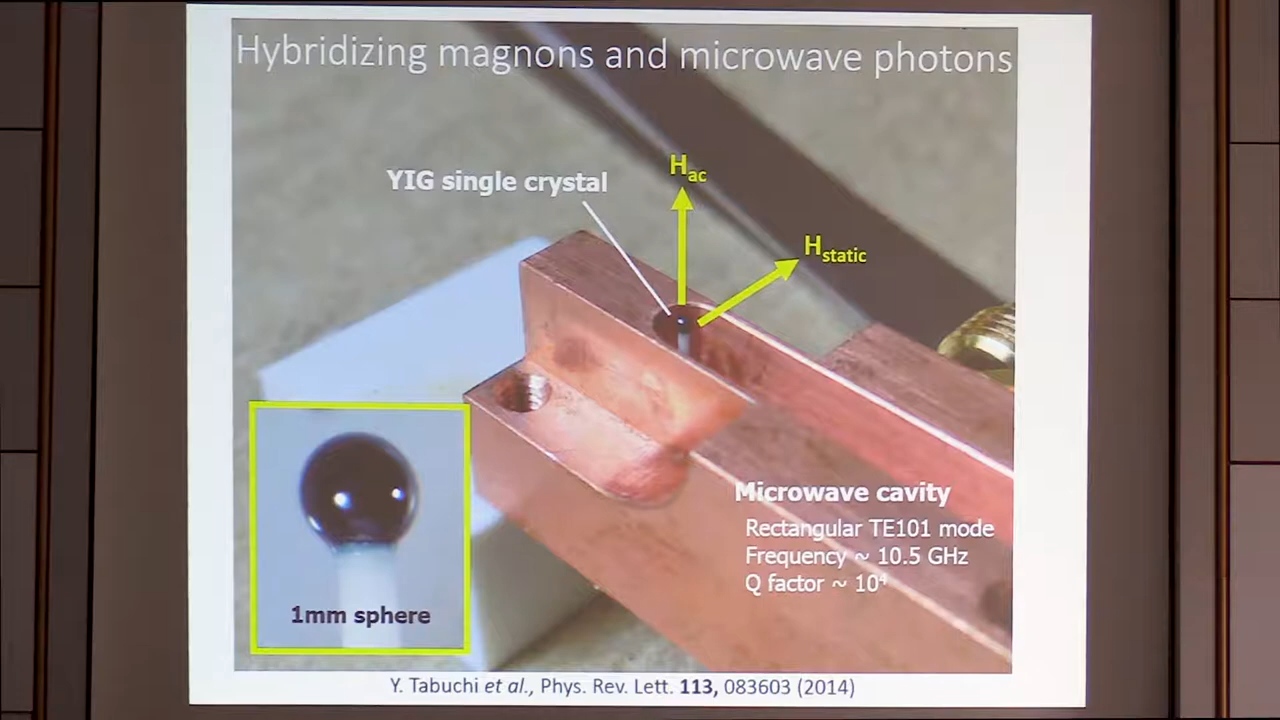 Hybridizing magnons and microwave photons
YIG single crystal
Hac
Hstatic
Microwave cavity
Rectangular TE101 mode
Frequency ~ 10.5 GHz
Q factor ~ 10⁴
1mm sphere
Y. Tabuchi et al., Phys. Rev. Lett. 113, 083603 (2014)